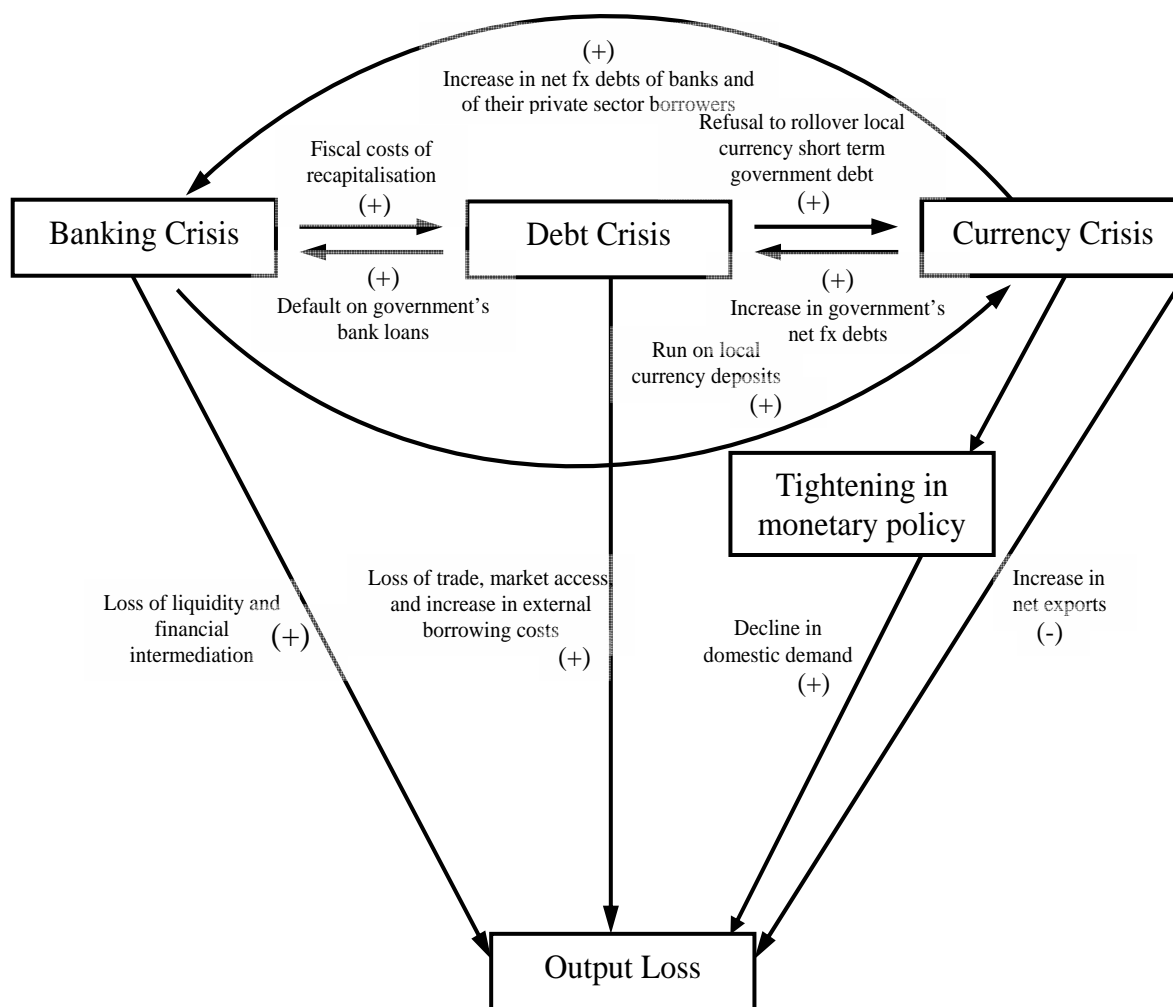 (+)
Increase in net fx debts of banks and
of their private sector borrowers
Fiscal costs of
recapitalisation
(+)
Refusal to rollover local
currency short term
government debt
(+)
Banking Crisis
Debt Crisis
Currency Crisis
(+)
Default on government’s
bank loans
(+)
Increase in government’s
net fx debts
Run on local
currency deposits
(+)
Tightening in
monetary policy
Loss of liquidity and
financial
intermediation
(+)
Loss of trade, market access,
and increase in external
borrowing costs
(+)
Decline in
domestic demand
(+)
Increase in
net exports
(-)
Output Loss